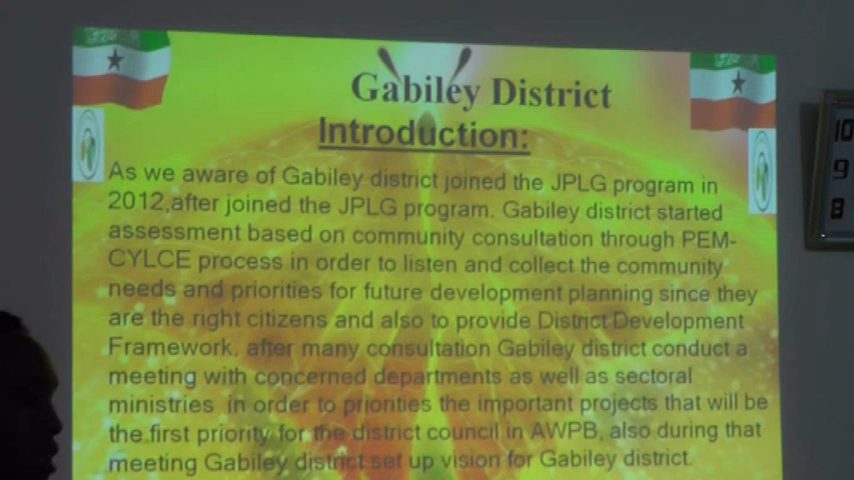 Gabiley District
Introduction:
As we aware of Gabiley district joined the JPLG program in
2012,after joined the JPLG program. Gabiley district started
assessment based on community consultation through PEM-
CYLCE process in order to listen and collect the community
needs and priorities for future development planning since they
are the right citizens and also to provide District Development
Framework. after many consultation Gabiley district conduct a
meeting with concerned departments as well as sectoral
ministries in order to priorities the important projects that will be
the first priority for the district council in AWPB, also during that
meeting Gabiley district set up vision for Gabiley district.
10
9
8